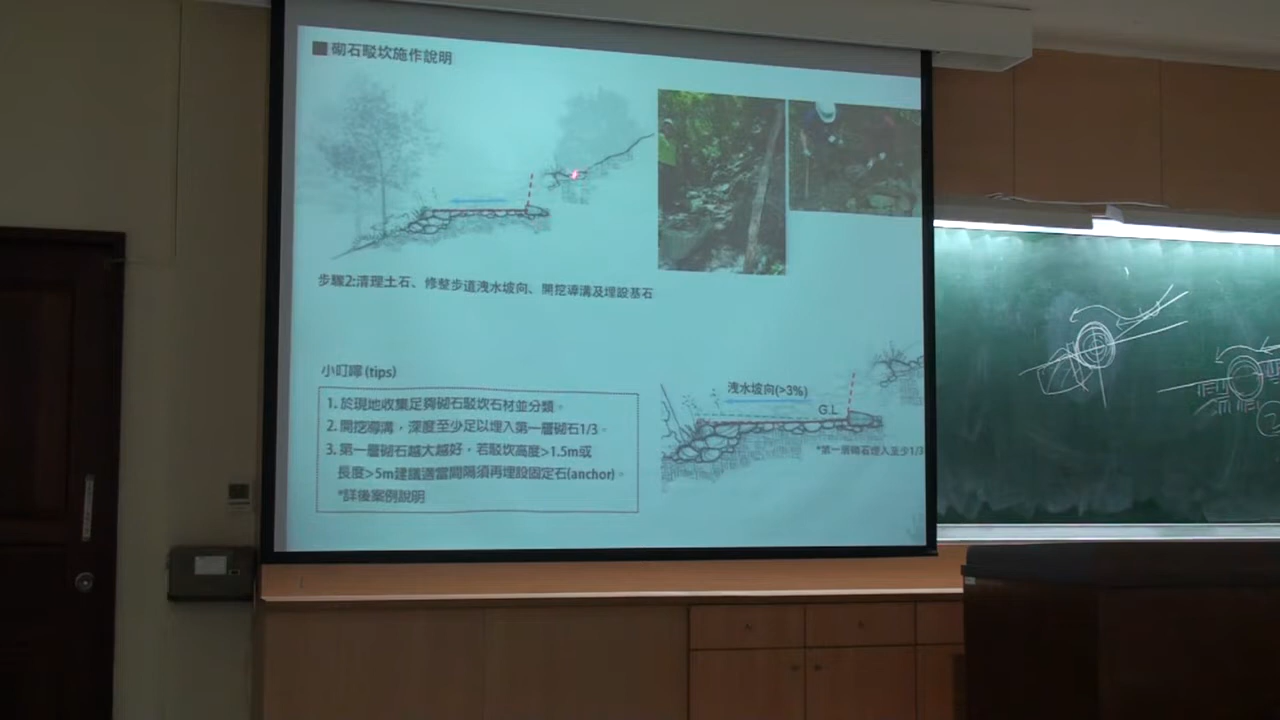 ■砌石駁坎施作說明
步驟2:清理土石、修整步道洩水坡向、開挖導溝及埋設基石
小叮嚀(tips)
1. 於現地收集足夠砌石駁坎石材並分類。
2. 開挖導溝，深度至少足以埋入第一層砌石1/3。
3. 第一層砌石越大越好，若駁坎高度>1.5m或
長度>5m建議適當間隔須再埋設固定石(anchor)。
*詳後案例說明
洩水坡向(>3%)
G.L
*第一層砌石埋入至少1/3